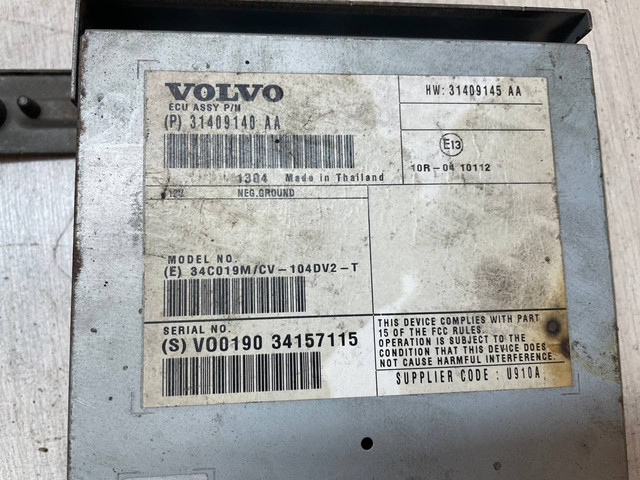 VOLVO
ECU ASSY P/N
(P) 31409140 AA
HW: 31409145 AA
E13
10R-04 10112
1304 Made in Thailand
12V NEG.GROUND
MODEL NO.
(E) 34C019M/CV-104DV2-T
SERIAL NO.
(S) VO0190 34157115
THIS DEVICE COMPLIES WITH PART
15 OF THE FCC RULES.
OPERATION IS SUBJECT TO THE
CONDITION THAT THIS DEVICE DOES
NOT CAUSE HARMFUL INTERFERENCE.
SUPPLIER CODE : U910A